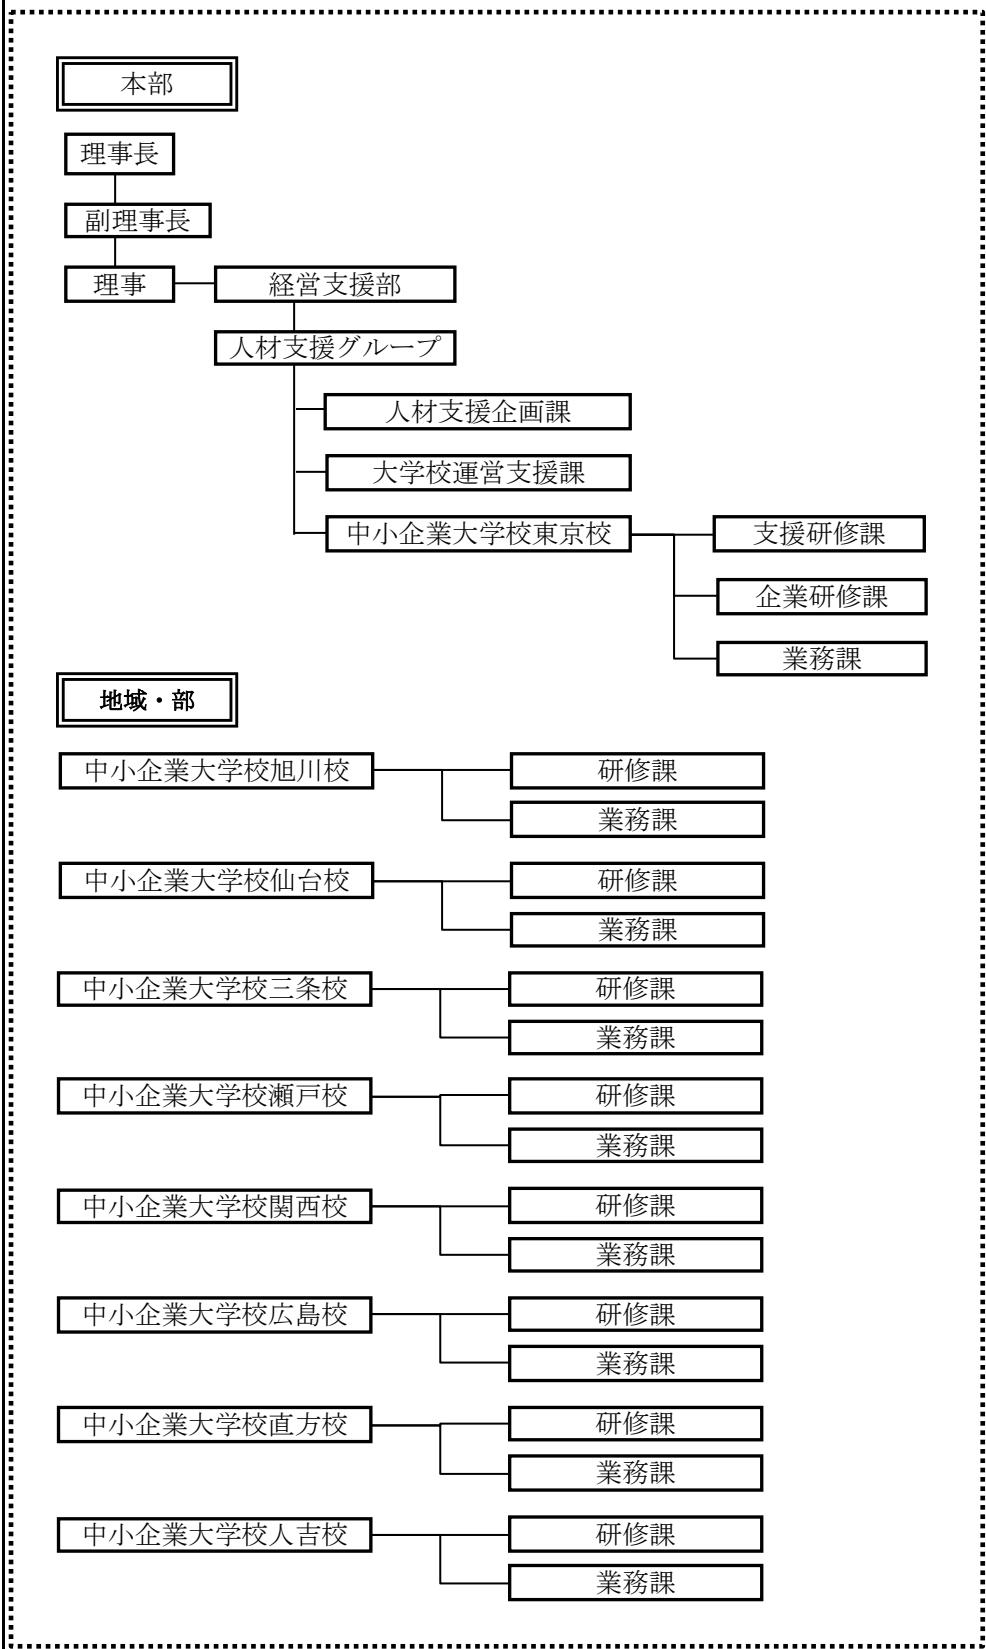 本部
理事長
副理事長
理事
経営支援部
人材支援グループ
人材支援企画課
大学校運営支援課
中小企業大学校東京校
支援研修課
企業研修課
業務課
地域・部
中小企業大学校旭川校
研修課
業務課
中小企業大学校仙台校
研修課
業務課
中小企業大学校三条校
研修課
業務課
中小企業大学校瀬戸校
研修課
業務課
中小企業大学校関西校
研修課
業務課
中小企業大学校広島校
研修課
業務課
中小企業大学校直方校
研修課
業務課
中小企業大学校人吉校
研修課
業務課